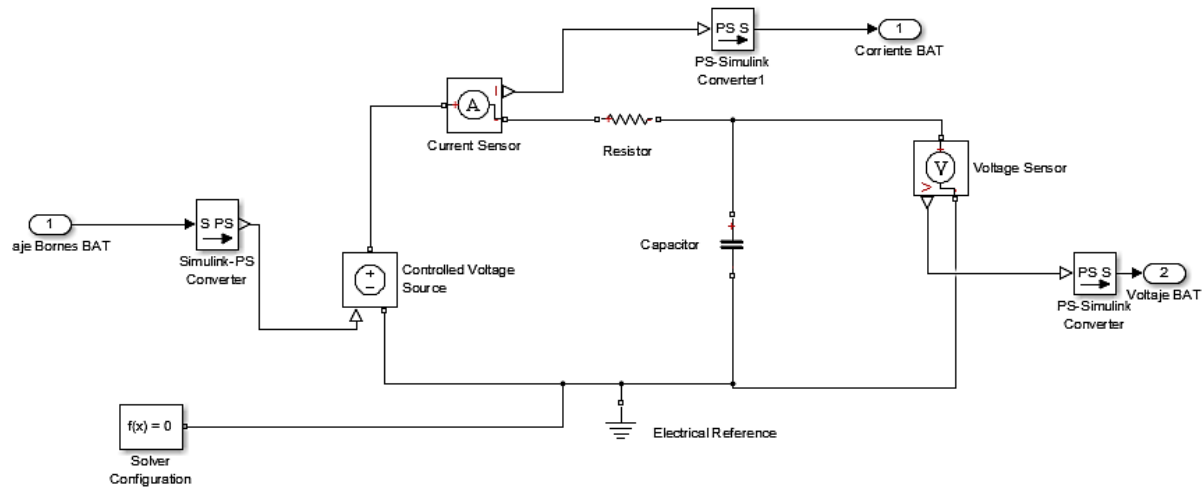 PS S
1
PS-Simulink
Converter1
Corriente BAT
I
A
Current Sensor
Resistor
V
Voltage Sensor
V
1
S PS
aje Bornes BAT
Simulink-PS
Converter
Controlled Voltage
Source
Capacitor
PS S
2
PS-Simulink
Converter
Voltaje BAT
f(x) = 0
Electrical Reference
Solver
Configuration